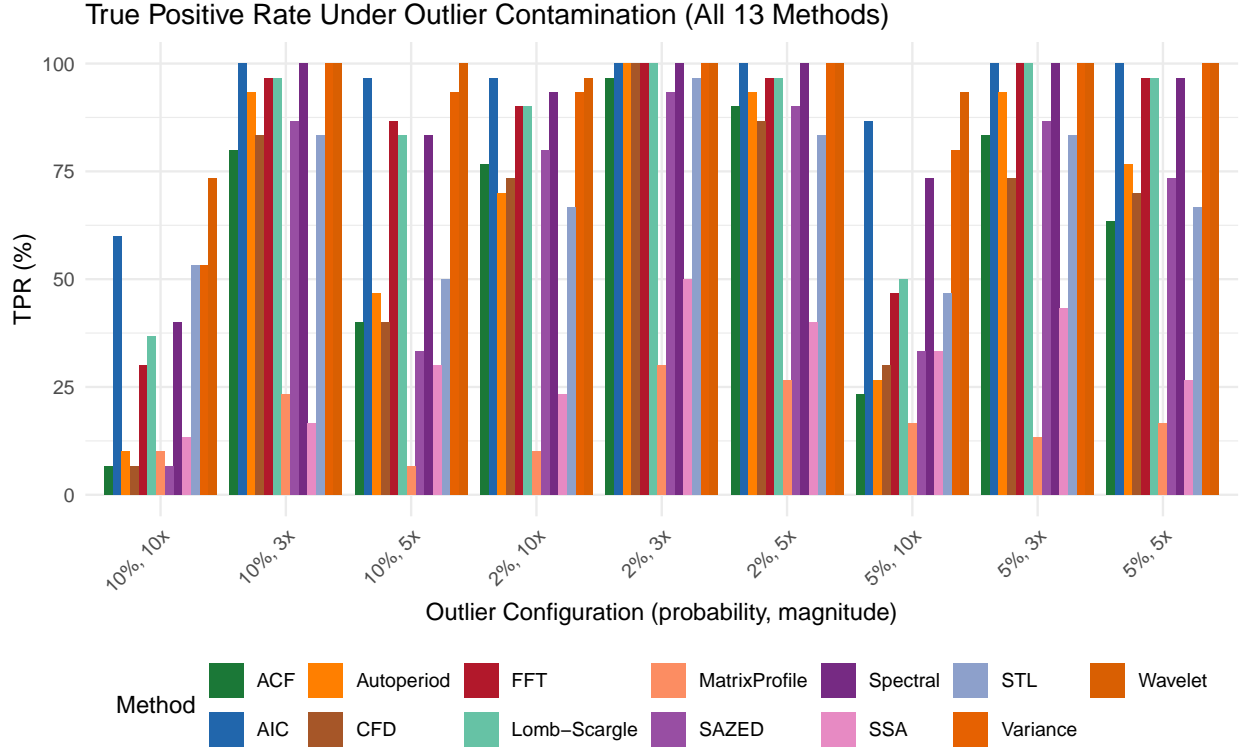 True Positive Rate Under Outlier Contamination (All 13 Methods)
TPR (%)
100
75
50
25
0
10%, 10x
10%, 3x
10%, 5x
2%, 10x
2%, 3x
2%, 5x
5%, 10x
5%, 3x
5%, 5x
Outlier Configuration (probability, magnitude)
Method
ACF
Autoperiod
FFT
MatrixProfile
Spectral
STL
Wavelet
AIC
CFD
Lomb−Scargle
SAZED
SSA
Variance